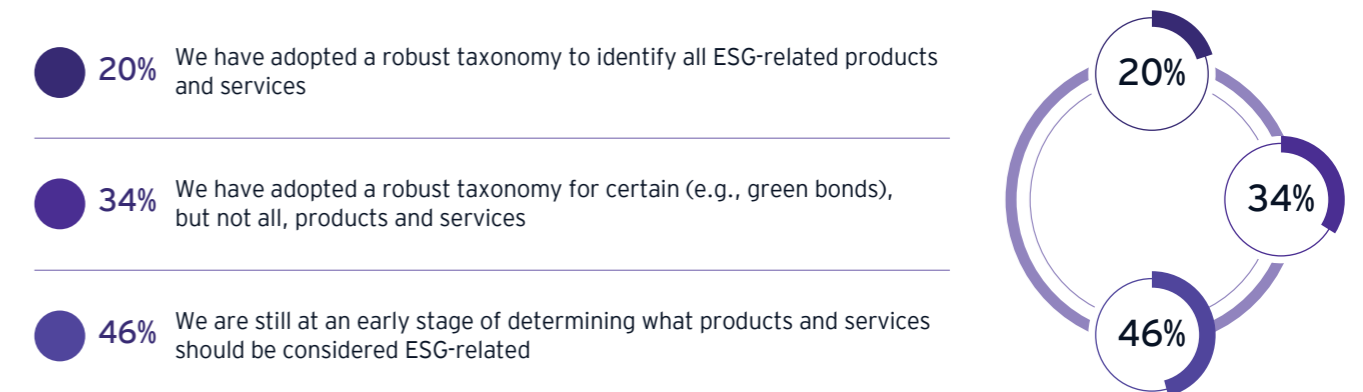 20% We have adopted a robust taxonomy to identify all ESG-related products
and services
34% We have adopted a robust taxonomy for certain (e.g., green bonds),
but not all, products and services
46% We are still at an early stage of determining what products and services
should be considered ESG-related
20%
34%
46%